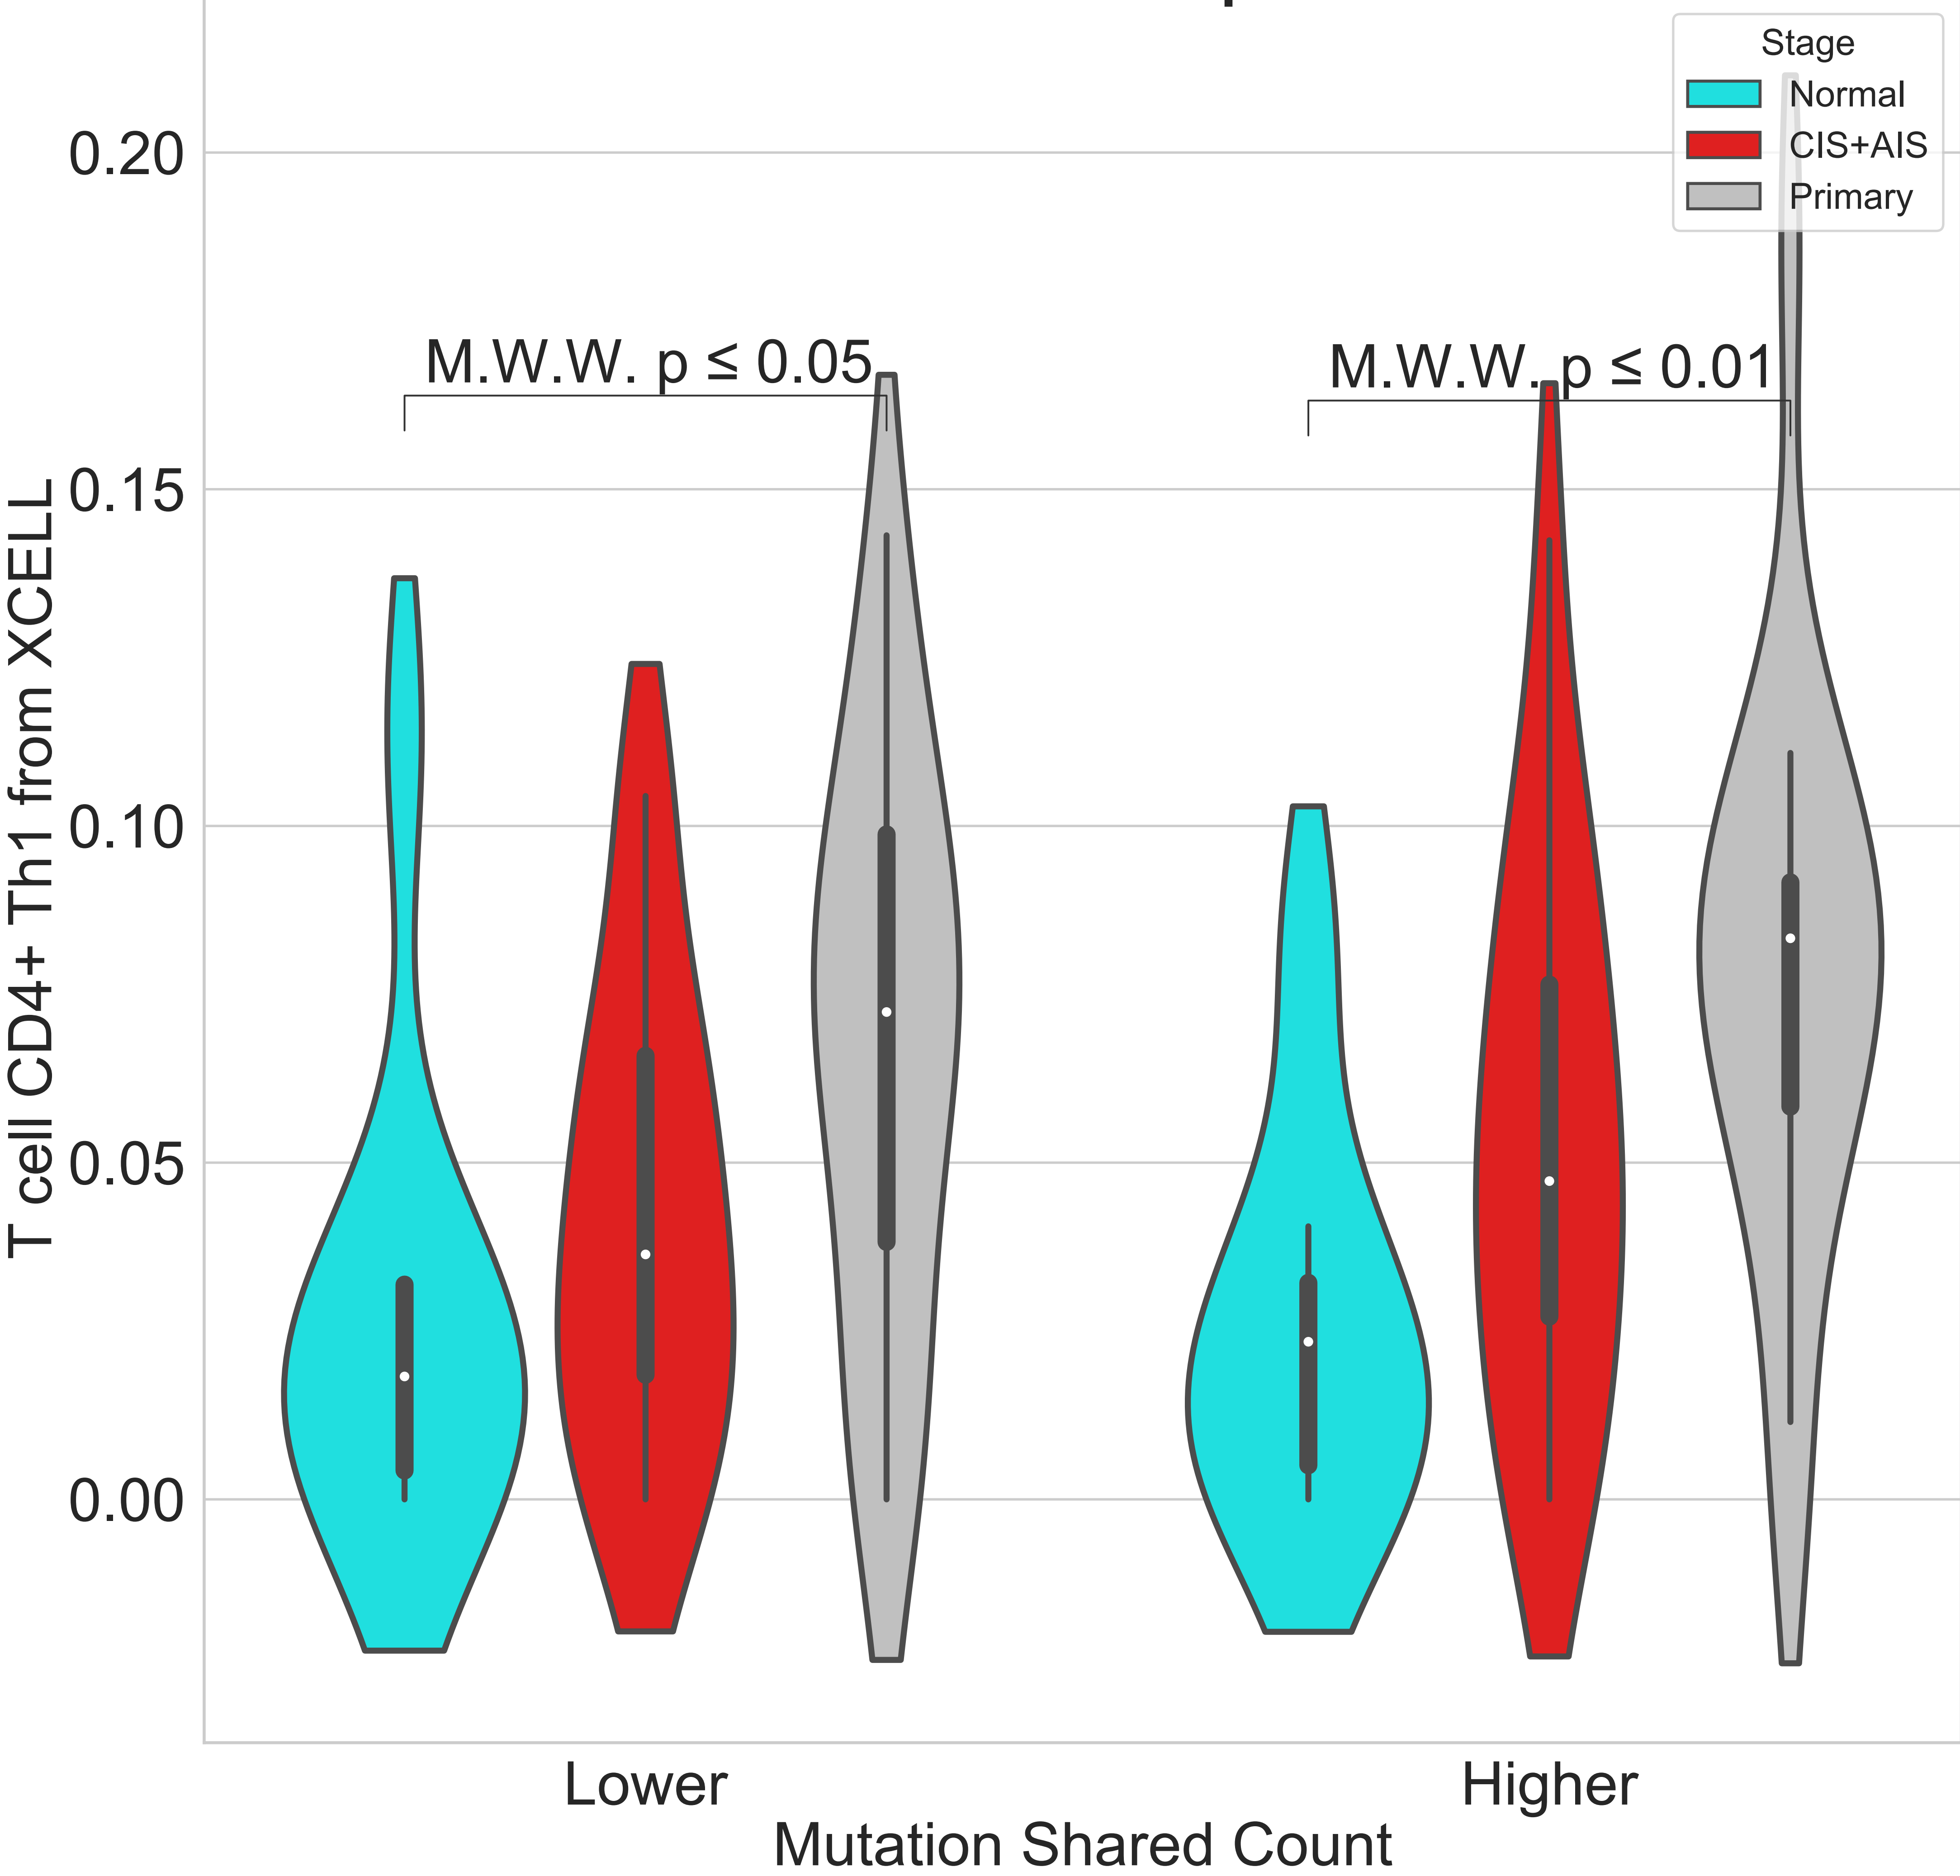 Stage
Normal
CIS+AIS
Primary
M.W.W. p ≤ 0.05
M.W.W. p ≤ 0.01
T cell CD4+ Th1 from XCELL
0.20
0.15
0.10
0.05
0.00
Lower
Higher
Mutation Shared Count